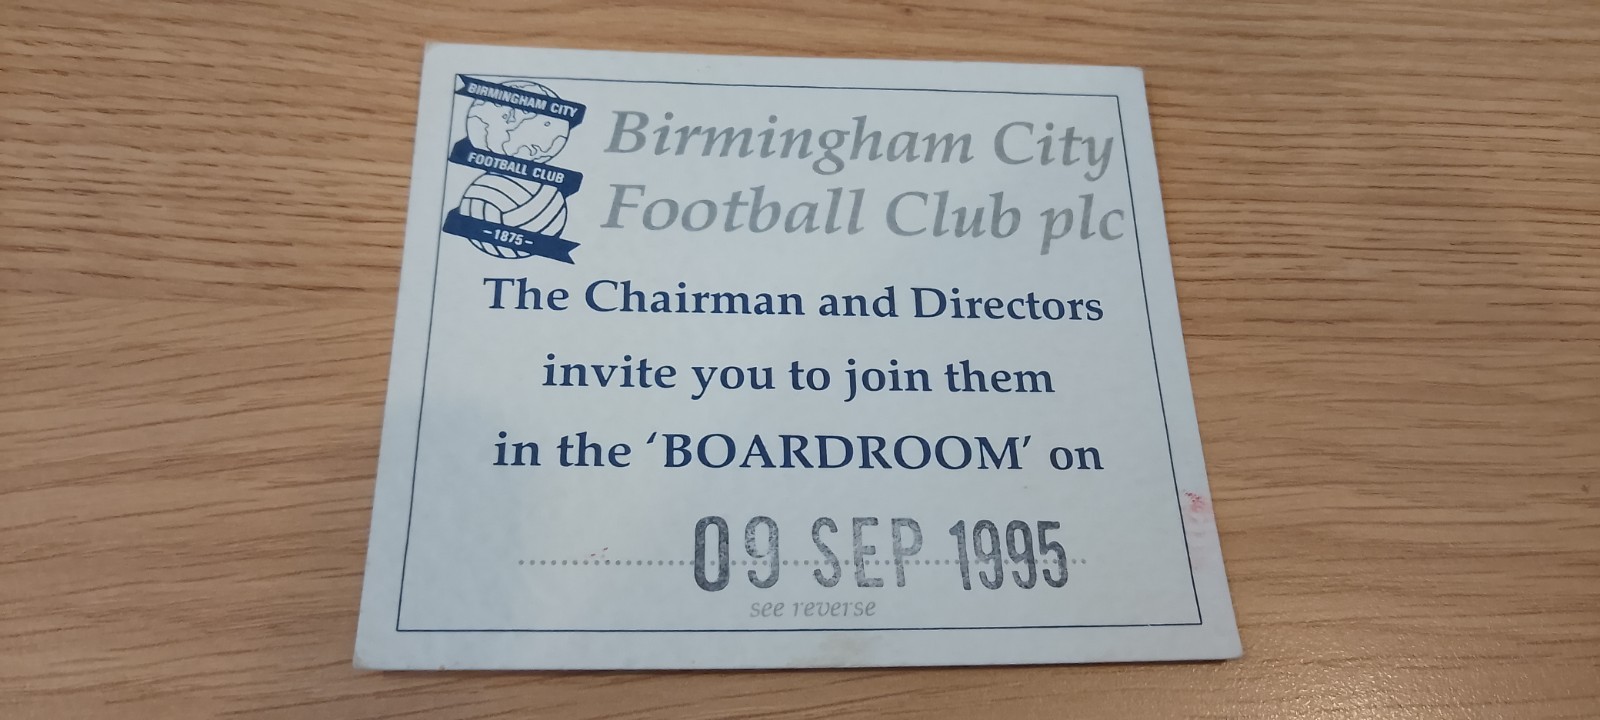 BIRMINGHAM CITY
FOOTBALL CLUB
-1875-
Birmingham City
Football Club plc
The Chairman and Directors
invite you to join them
in the ‘BOARDROOM’ on
09 SEP 1995
see reverse